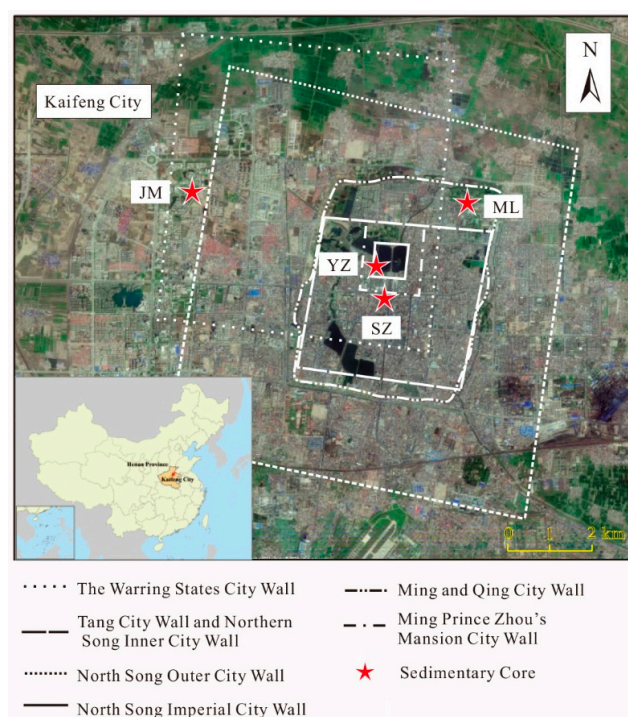 N
Kaifeng City
JM
ML
YZ
SZ
Henan Province
Kaifeng City
0 1 2 km
The Warring States City Wall
Tang City Wall and Northern
Song Inner City Wall
North Song Outer City Wall
North Song Imperial City Wall
Ming and Qing City Wall
Ming Prince Zhou's
Mansion City Wall
Sedimentary Core